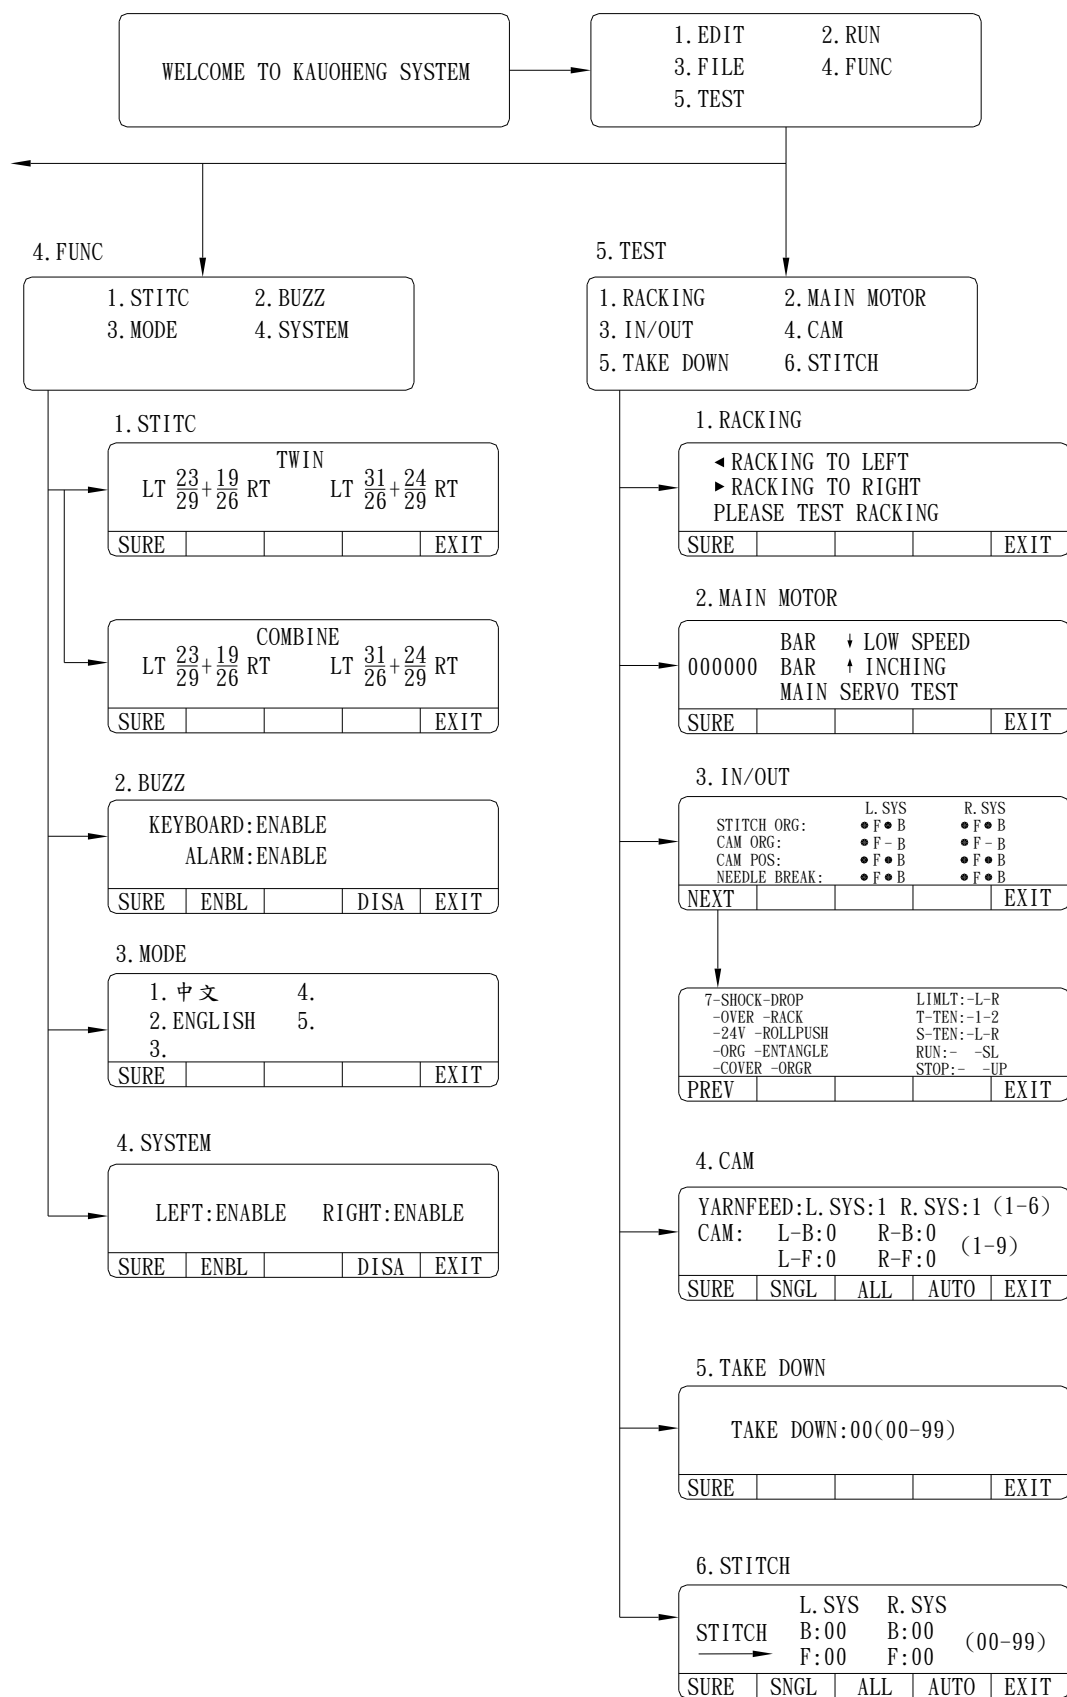 WELCOME TO KAUOHENG SYSTEM
1.EDIT 2.RUN
3.FILE 4.FUNC
5.TEST
4.FUNC
1.STITC 2.BUZZ
3.MODE 4.SYSTEM
1.STITC
TWIN
LT 23/29+19/26 RT LT 31/26+24/29 RT
SURE EXIT
COMBINE
LT 23/29+19/26 RT LT 31/26+24/29 RT
SURE EXIT
2.BUZZ
KEYBOARD:ENABLE
ALARM:ENABLE
SURE ENBL DISA EXIT
3.MODE
1.中文 4.
2.ENGLISH 5.
3.
SURE EXIT
4.SYSTEM
LEFT:ENABLE RIGHT:ENABLE
SURE ENBL DISA EXIT
5.TEST
1.RACKING 2.MAIN MOTOR
3.IN/OUT 4.CAM
5.TAKE DOWN 6.STITCH
1.RACKING
◄ RACKING TO LEFT
► RACKING TO RIGHT
PLEASE TEST RACKING
SURE EXIT
2.MAIN MOTOR
BAR ↓ LOW SPEED
000000 BAR ↑ INCHING
MAIN SERVO TEST
SURE EXIT
3.IN/OUT
L.SYS R.SYS
STITCH ORG: ●F●B ●F●B
CAM ORG: ●F-B ●F-B
CAM POS: ●F●B ●F●B
NEEDLE BREAK: ●F●B ●F●B
NEXT EXIT
7-SHOCK-DROP LIMLT:-L-R
-OVER -RACK T-TEN:-1-2
-24V -ROLLPUSH S-TEN:-L-R
-ORG -ENTANGLE RUN:- -SL
-COVER -ORGR STOP:- -UP
PREV EXIT
4.CAM
YARNFEED:L.SYS:1 R.SYS:1 (1-6)
CAM: L-B:0 R-B:0 (1-9)
L-F:0 R-F:0
SURE SNGL ALL AUTO EXIT
5.TAKE DOWN
TAKE DOWN:00(00-99)
SURE EXIT
6.STITCH
L.SYS R.SYS
STITCH B:00 B:00 (00-99)
F:00 F:00
SURE SNGL ALL AUTO EXIT